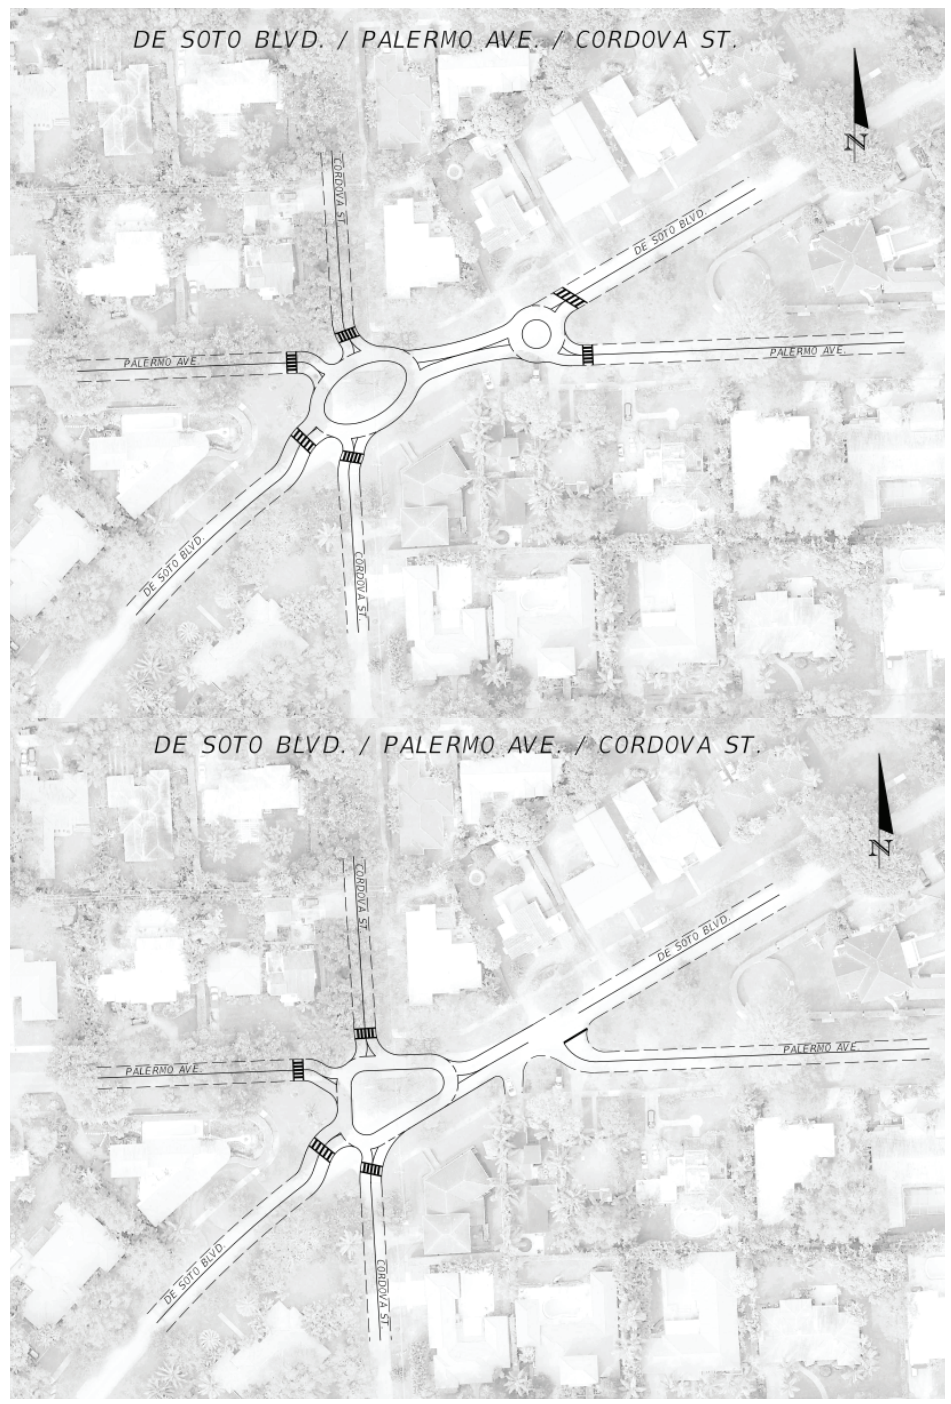 DE SOTO BLVD. / PALERMO AVE. / CORDOVA ST.
N
CORDOVA ST.
DE SOTO BLVD.
PALERMO AVE
PALERMO AVE.
DE SOTO BLVD.
CORDOVA ST.
DE SOTO BLVD. / PALERMO AVE. / CORDOVA ST.
N
CORDOVA ST.
DE SOTO BLVD.
PALERMO AVE.
PALERMO AVE.
DE SOTO BLVD.
CORDOVA ST.